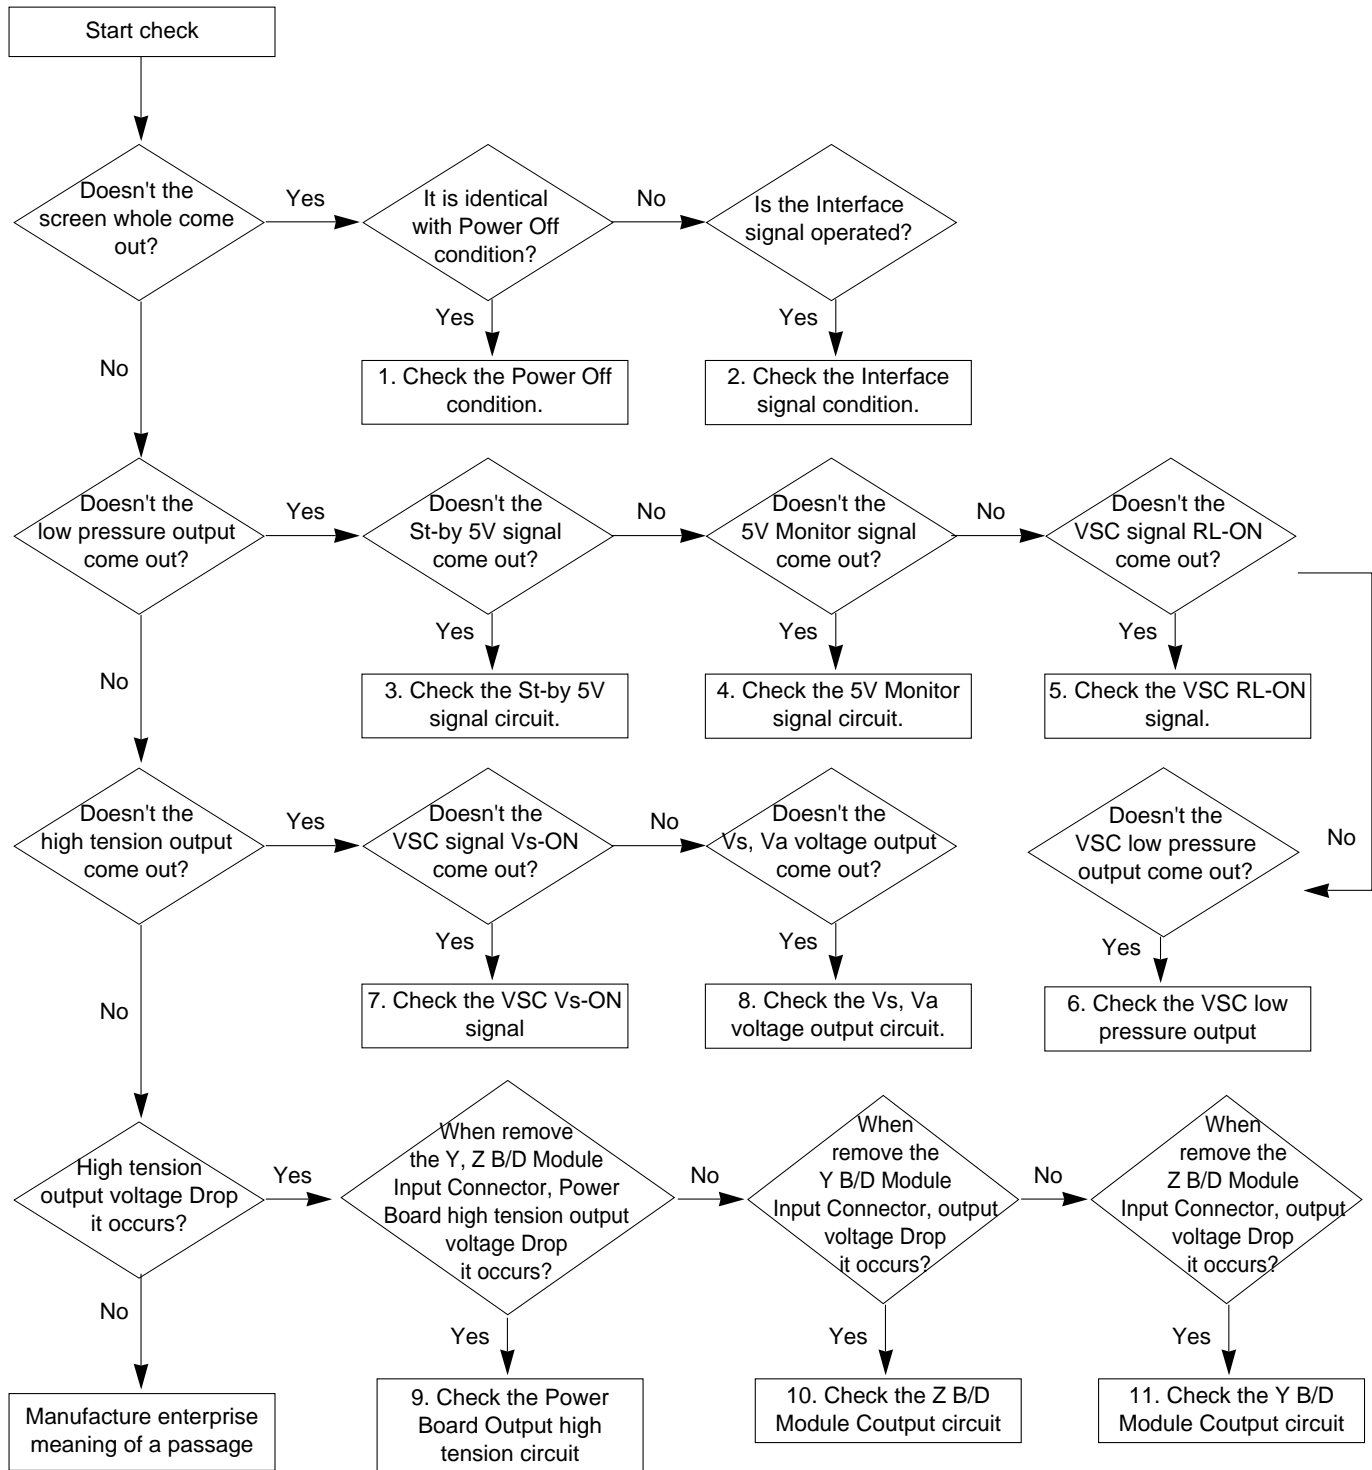 Start check
Doesn't the
screen whole come
out?
Yes
It is identical
with Power Off
condition?
No
Is the Interface
signal operated?
Yes
Yes
No
1. Check the Power Off
condition.
2. Check the Interface
signal condition.
Doesn't the
low pressure output
come out?
Yes
Doesn't the
St-by 5V signal
come out?
No
Doesn't the
5V Monitor signal
come out?
No
Doesn't the
VSC signal RL-ON
come out?
Yes
Yes
Yes
No
3. Check the St-by 5V
signal circuit.
4. Check the 5V Monitor
signal circuit.
5. Check the VSC RL-ON
signal.
Doesn't the
high tension output
come out?
Yes
Doesn't the
VSC signal Vs-ON
come out?
No
Doesn't the
Vs, Va voltage output
come out?
Doesn't the
VSC low pressure
output come out?
No
Yes
Yes
Yes
No
7. Check the VSC Vs-ON
signal
8. Check the Vs, Va
voltage output circuit.
6. Check the VSC low
pressure output
High tension
output voltage Drop
it occurs?
Yes
When remove
the Y, Z B/D Module
Input Connector, Power
Board high tension output
voltage Drop
it occurs?
No
When
remove the
Y B/D Module
Input Connector, output
voltage Drop
it occurs?
No
When
remove the
Z B/D Module
Input Connector, output
voltage Drop
it occurs?
No
Yes
Yes
Yes
Manufacture enterprise
meaning of a passage
9. Check the Power
Board Output high
tension circuit
10. Check the Z B/D
Module Coutput circuit
11. Check the Y B/D
Module Coutput circuit